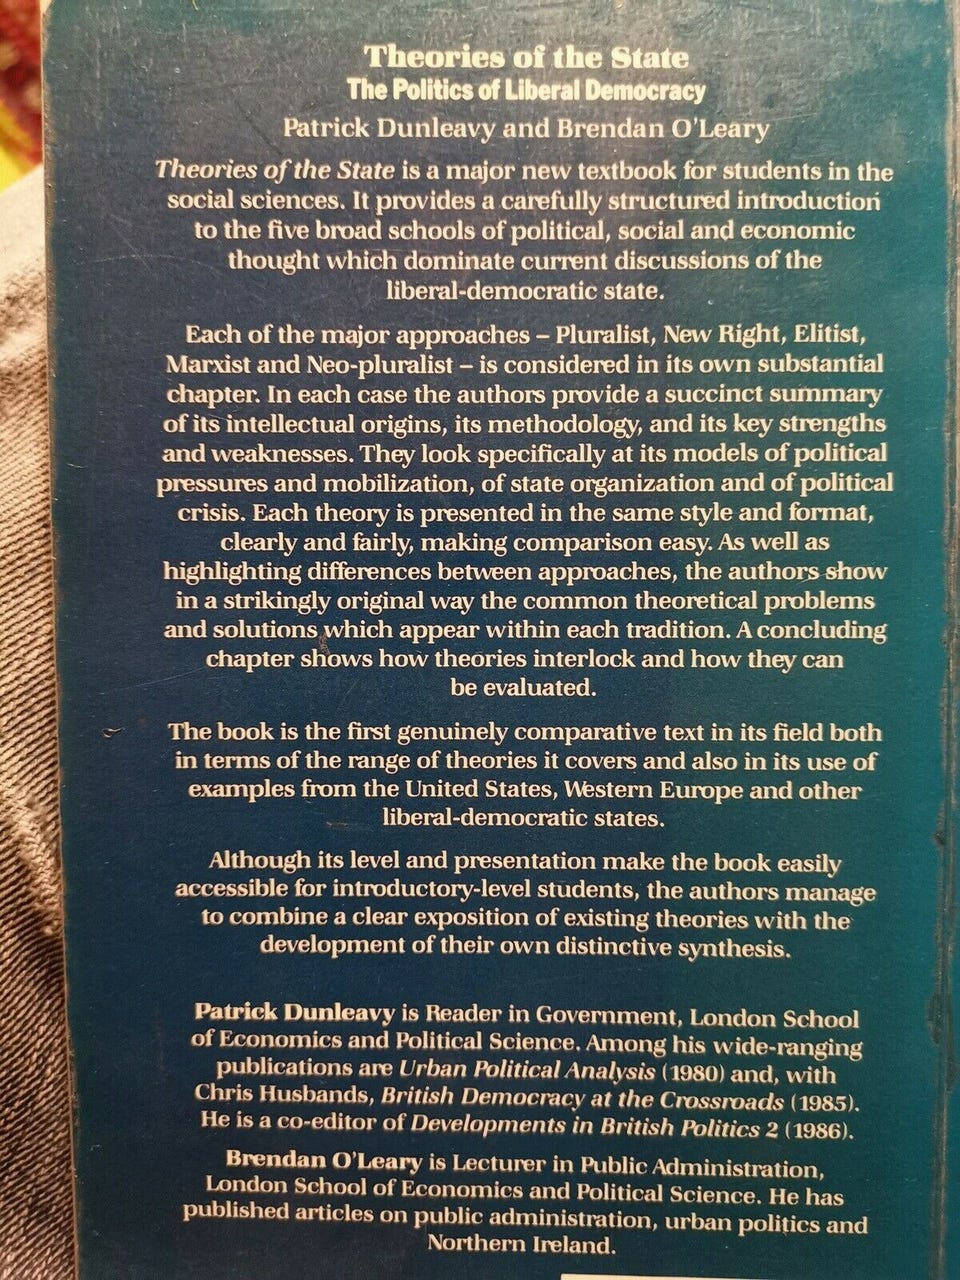 Theories of the State
The Politics of Liberal Democracy
Patrick Dunleavy and Brendan O'Leary
Theories of the State is a major new textbook for students in the
social sciences. It provides a carefully structured introduction
to the five broad schools of political, social and economic
thought which dominate current discussions of the
liberal-democratic state.
Each of the major approaches – Pluralist, New Right, Elitist,
Marxist and Neo-pluralist – is considered in its own substantial
chapter. In each case the authors provide a succinct summary
of its intellectual origins, its methodology, and its key strengths
and weaknesses. They look specifically at its models of political
pressures and mobilization, of state organization and of political
crisis. Each theory is presented in the same style and format,
clearly and fairly, making comparison easy. As well as
highlighting differences between approaches, the authors show
in a strikingly original way the common theoretical problems
and solutions which appear within each tradition. A concluding
chapter shows how theories interlock and how they can
be evaluated.
The book is the first genuinely comparative text in its field both
in terms of the range of theories it covers and also in its use of
examples from the United States, Western Europe and other
liberal-democratic states.
Although its level and presentation make the book easily
accessible for introductory-level students, the authors manage
to combine a clear exposition of existing theories with the
development of their own distinctive synthesis.
Patrick Dunleavy is Reader in Government, London School
of Economics and Political Science. Among his wide-ranging
publications are Urban Political Analysis (1980) and, with
Chris Husbands, British Democracy at the Crossroads (1985).
He is a co-editor of Developments in British Politics 2 (1986).
Brendan O'Leary is Lecturer in Public Administration,
London School of Economics and Political Science. He has
published articles on public administration, urban politics and
Northern Ireland.